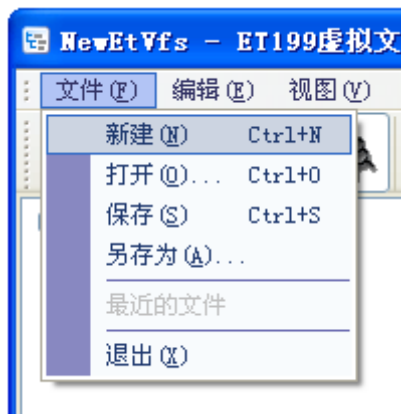 NewEtVfs - ET199虚拟文
文件(F) 编辑(E) 视图(V)
新建(N) Ctrl+N
打开(O)... Ctrl+O
保存(S) Ctrl+S
另存为(A)...
最近的文件
退出(X)